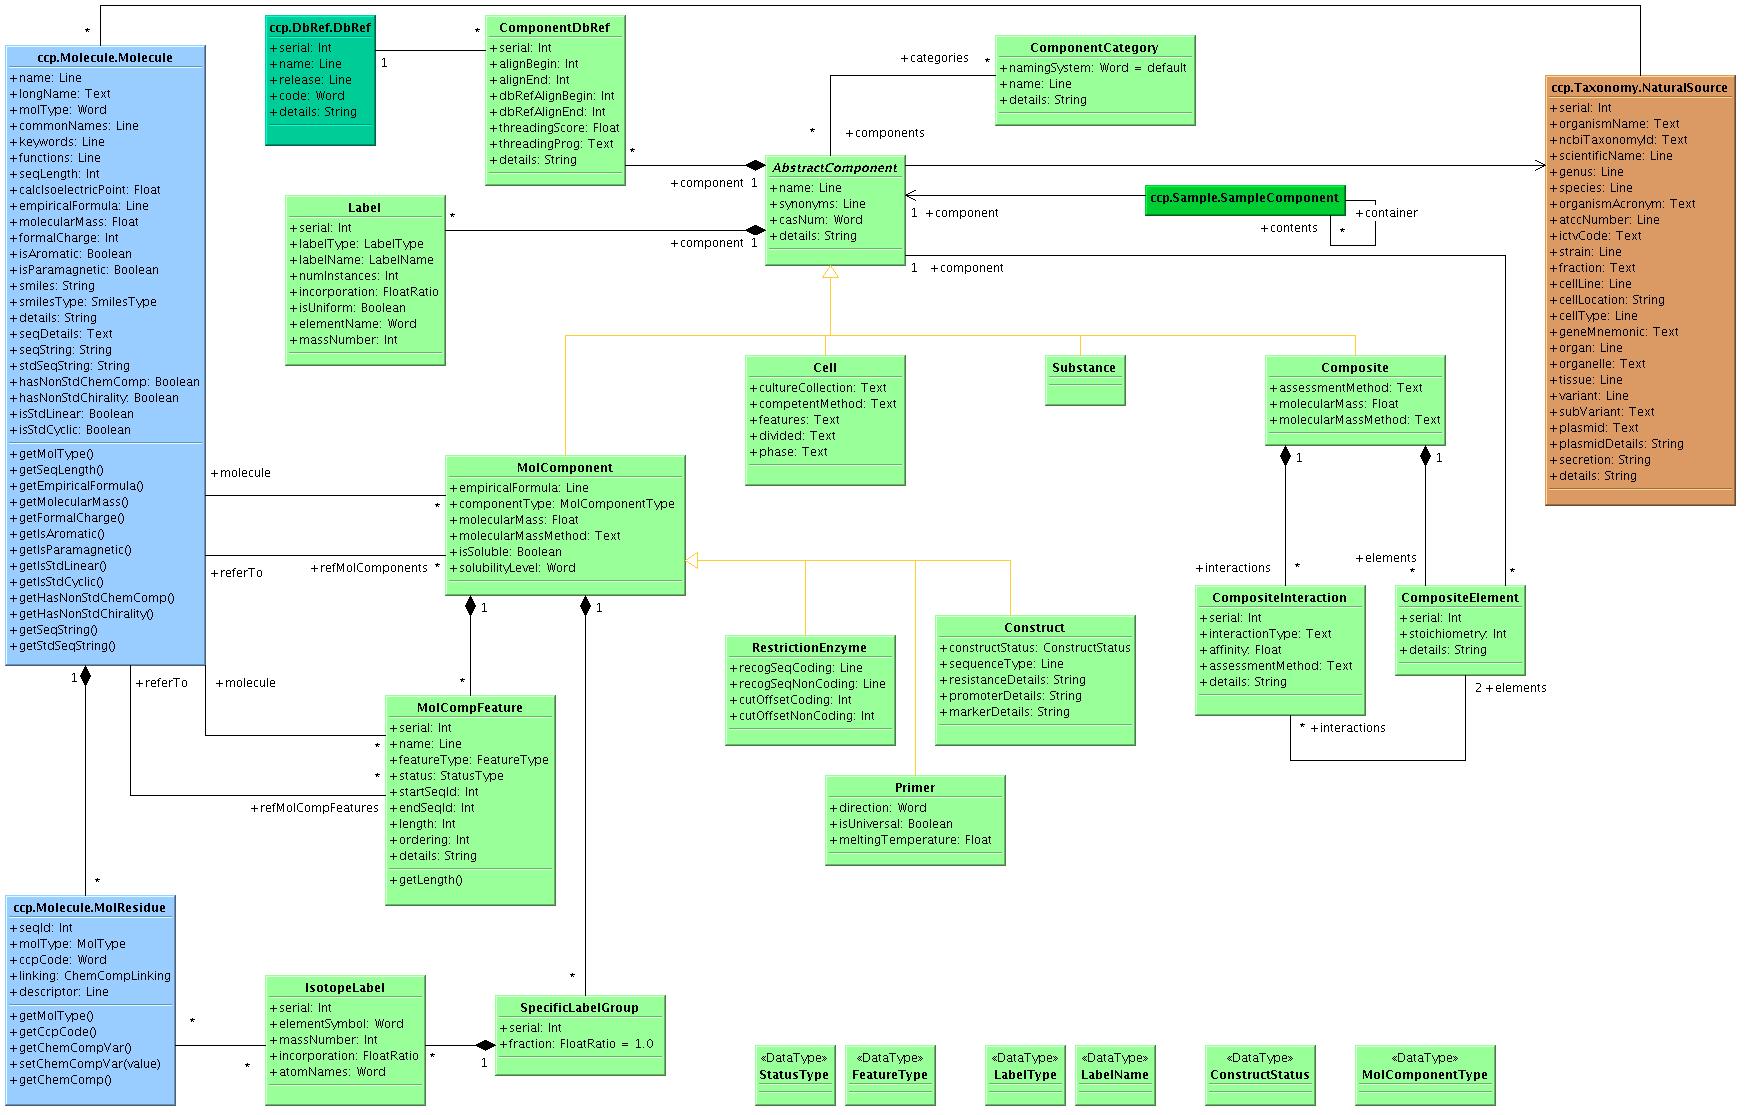 ccp.Molecule.Molecule
+name: Line
+longName: Text
+molType: Word
+commonNames: Line
+keywords: Line
+functions: Line
+seqLength: Int
+calcIsoelectricPoint: Float
+empiricalFormula: Line
+molecularMass: Float
+formalCharge: Int
+isAromatic: Boolean
+isParamagnetic: Boolean
+smiles: String
+smilesType: SmilesType
+details: String
+seqDetails: Text
+seqString: String
+stdSeqString: String
+hasNonStdChemComp: Boolean
+hasNonStdChirality: Boolean
+isStdLinear: Boolean
+isStdCyclic: Boolean
+getMolType()
+getSeqLength()
+getEmpiricalFormula()
+getMolecularMass()
+getFormalCharge()
+getIsAromatic()
+getIsParamagnetic()
+getIsStdLinear()
+getIsStdCyclic()
+getHasNonStdChemComp()
+getHasNonStdChirality()
+getSeqString()
+getStdSeqString()
*
ccp.DbRef.DbRef
+serial: Int
+name: Line
+release: Line
+code: Word
+details: String
1
*
ComponentDbRef
+serial: Int
+alignBegin: Int
+alignEnd: Int
+dbRefAlignBegin: Int
+dbRefAlignEnd: Int
+threadingScore: Float
+threadingProg: Text
+details: String
*
+component 1
ComponentCategory
+namingSystem: Word = default
+name: Line
+details: String
+categories *
* +components
AbstractComponent
+name: Line
+synonyms: Line
+casNum: Word
+details: String
ccp.Sample.SampleComponent
1 +component
+container
+contents *
1 +component
ccp.Taxonomy.NaturalSource
+serial: Int
+organismName: Text
+ncbiTaxonomyId: Text
+scientificName: Line
+genus: Line
+species: Line
+organismAcronym: Text
+atccNumber: Line
+ictvCode: Text
+strain: Line
+fraction: Text
+cellLine: Line
+cellLocation: String
+cellType: Line
+geneMnemonic: Text
+organ: Line
+organelle: Text
+tissue: Line
+variant: Line
+subVariant: Text
+plasmid: Text
+plasmidDetails: String
+secretion: String
+details: String
Label
+serial: Int
+labelType: LabelType
+labelName: LabelName
+numInstances: Int
+incorporation: FloatRatio
+isUniform: Boolean
+elementName: Word
+massNumber: Int
*
+component 1
Cell
+cultureCollection: Text
+competentMethod: Text
+features: Text
+divided: Text
+phase: Text
Substance
Composite
+assessmentMethod: Text
+molecularMass: Float
+molecularMassMethod: Text
1
1
+interactions *
+elements *
*
MolComponent
+empiricalFormula: Line
+componentType: MolComponentType
+molecularMass: Float
+molecularMassMethod: Text
+isSoluble: Boolean
+solubilityLevel: Word
+molecule
*
+referTo
+refMolComponents *
1
1
CompositeInteraction
+serial: Int
+interactionType: Text
+affinity: Float
+assessmentMethod: Text
+details: String
CompositeElement
+serial: Int
+stoichiometry: Int
+details: String
2 +elements
* +interactions
RestrictionEnzyme
+recogSeqCoding: Line
+recogSeqNonCoding: Line
+cutOffsetCoding: Int
+cutOffsetNonCoding: Int
Construct
+constructStatus: ConstructStatus
+sequenceType: Line
+resistanceDetails: String
+promoterDetails: String
+markerDetails: String
Primer
+direction: Word
+isUniversal: Boolean
+meltingTemperature: Float
1
+referTo
+molecule
*
*
*
+refMolCompFeatures
MolCompFeature
+serial: Int
+name: Line
+featureType: FeatureType
+status: StatusType
+startSeqId: Int
+endSeqId: Int
+length: Int
+ordering: Int
+details: String
+getLength()
*
ccp.Molecule.MolResidue
+seqId: Int
+molType: MolType
+ccpCode: Word
+linking: ChemCompLinking
+descriptor: Line
+getMolType()
+getCcpCode()
+getChemCompVar()
+setChemCompVar(value)
+getChemComp()
*
*
IsotopeLabel
+serial: Int
+elementSymbol: Word
+massNumber: Int
+incorporation: FloatRatio
+atomNames: Word
*
1
*
SpecificLabelGroup
+serial: Int
+fraction: FloatRatio = 1.0
«DataType»
StatusType
«DataType»
FeatureType
«DataType»
LabelType
«DataType»
LabelName
«DataType»
ConstructStatus
«DataType»
MolComponentType